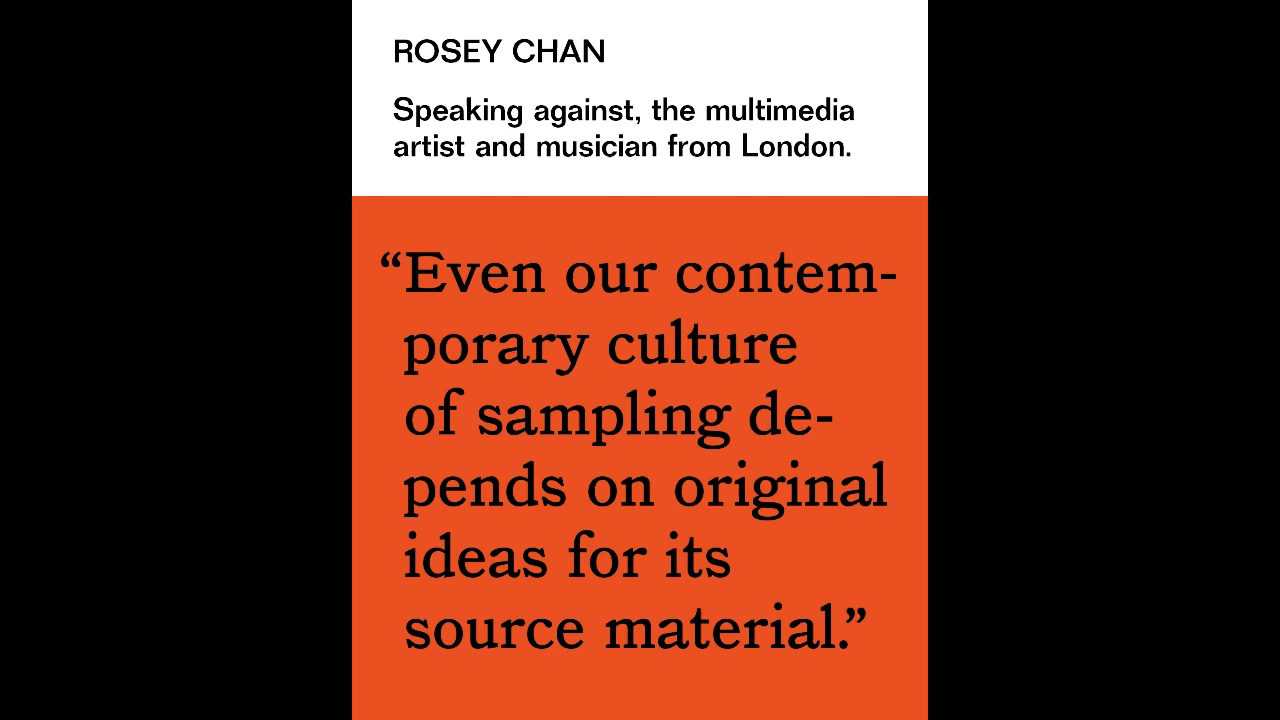 ROSEY CHAN
Speaking against, the multimedia
artist and musician from London.
“Even our contem-
porary culture
of sampling de-
pends on original
ideas for its
source material.”